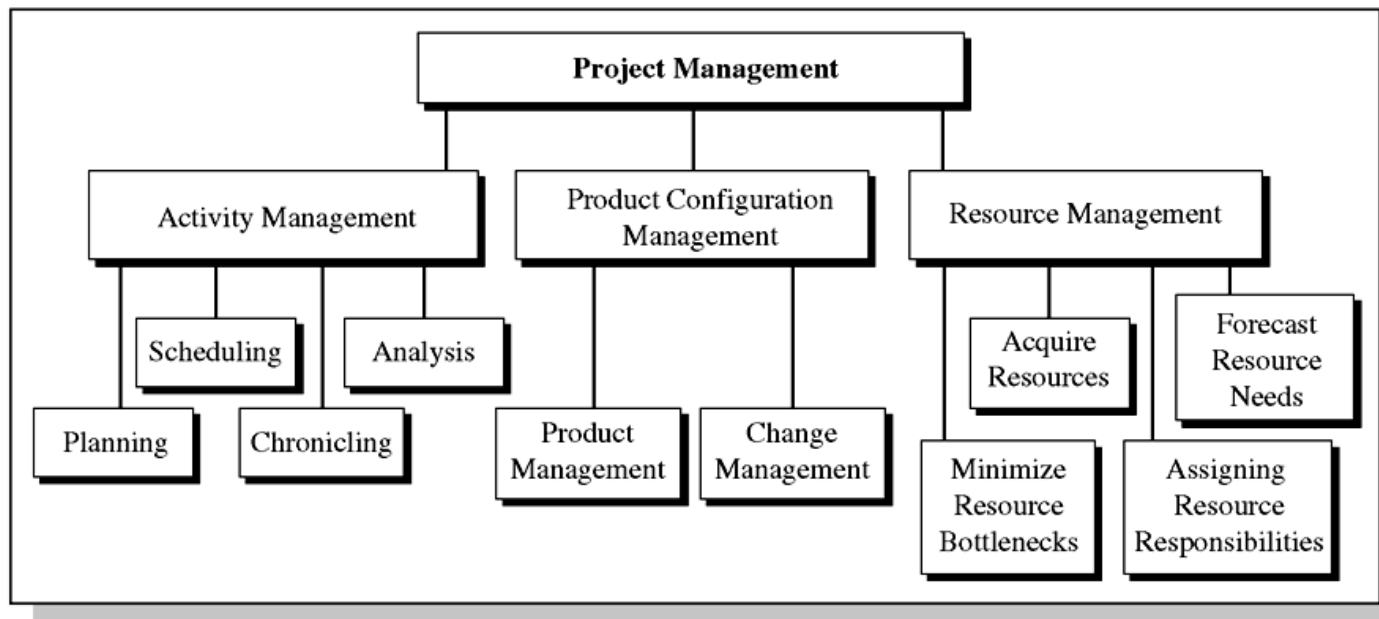 Project Management
Activity Management
Product Configuration
Management
Resource Management
Scheduling
Analysis
Planning
Chronicling
Product
Management
Change
Management
Acquire
Resources
Forecast
Resource
Needs
Minimize
Resource
Bottlenecks
Assigning
Resource
Responsibilities